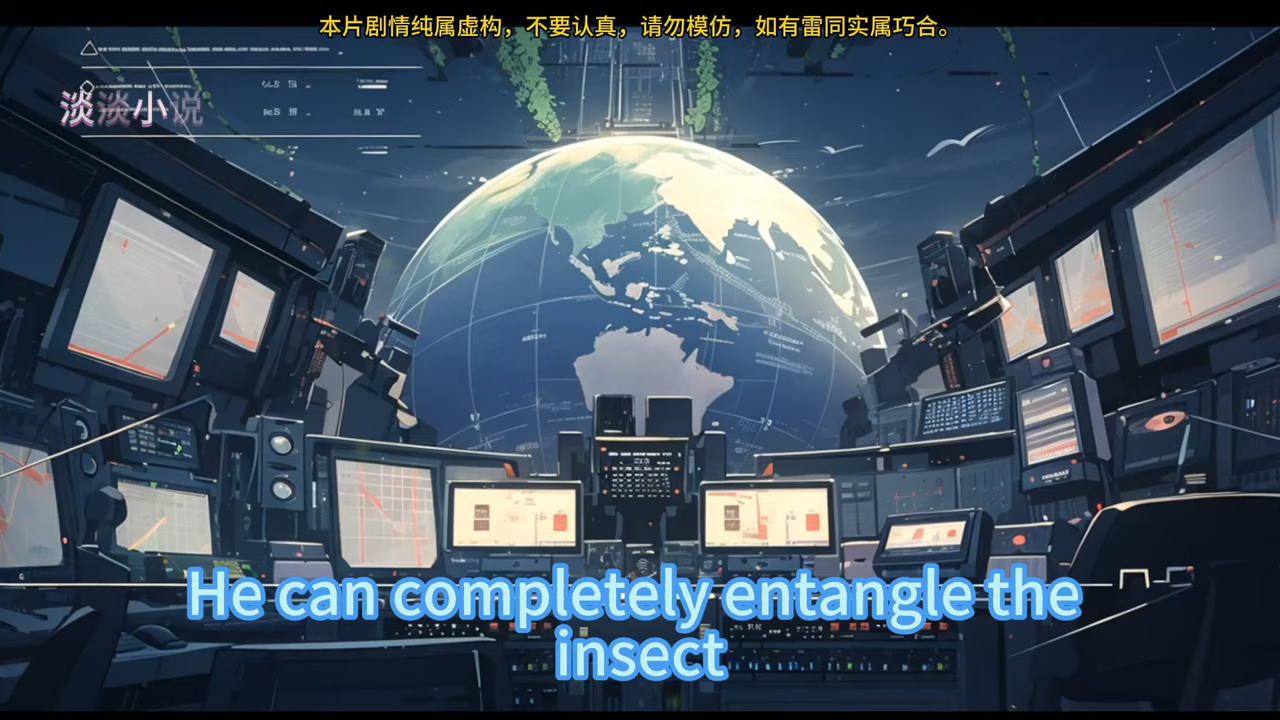 本片剧情纯属虚构，不要认真，请勿模仿，如有雷同实属巧合。
淡淡小说
He can completely entangle the
insect